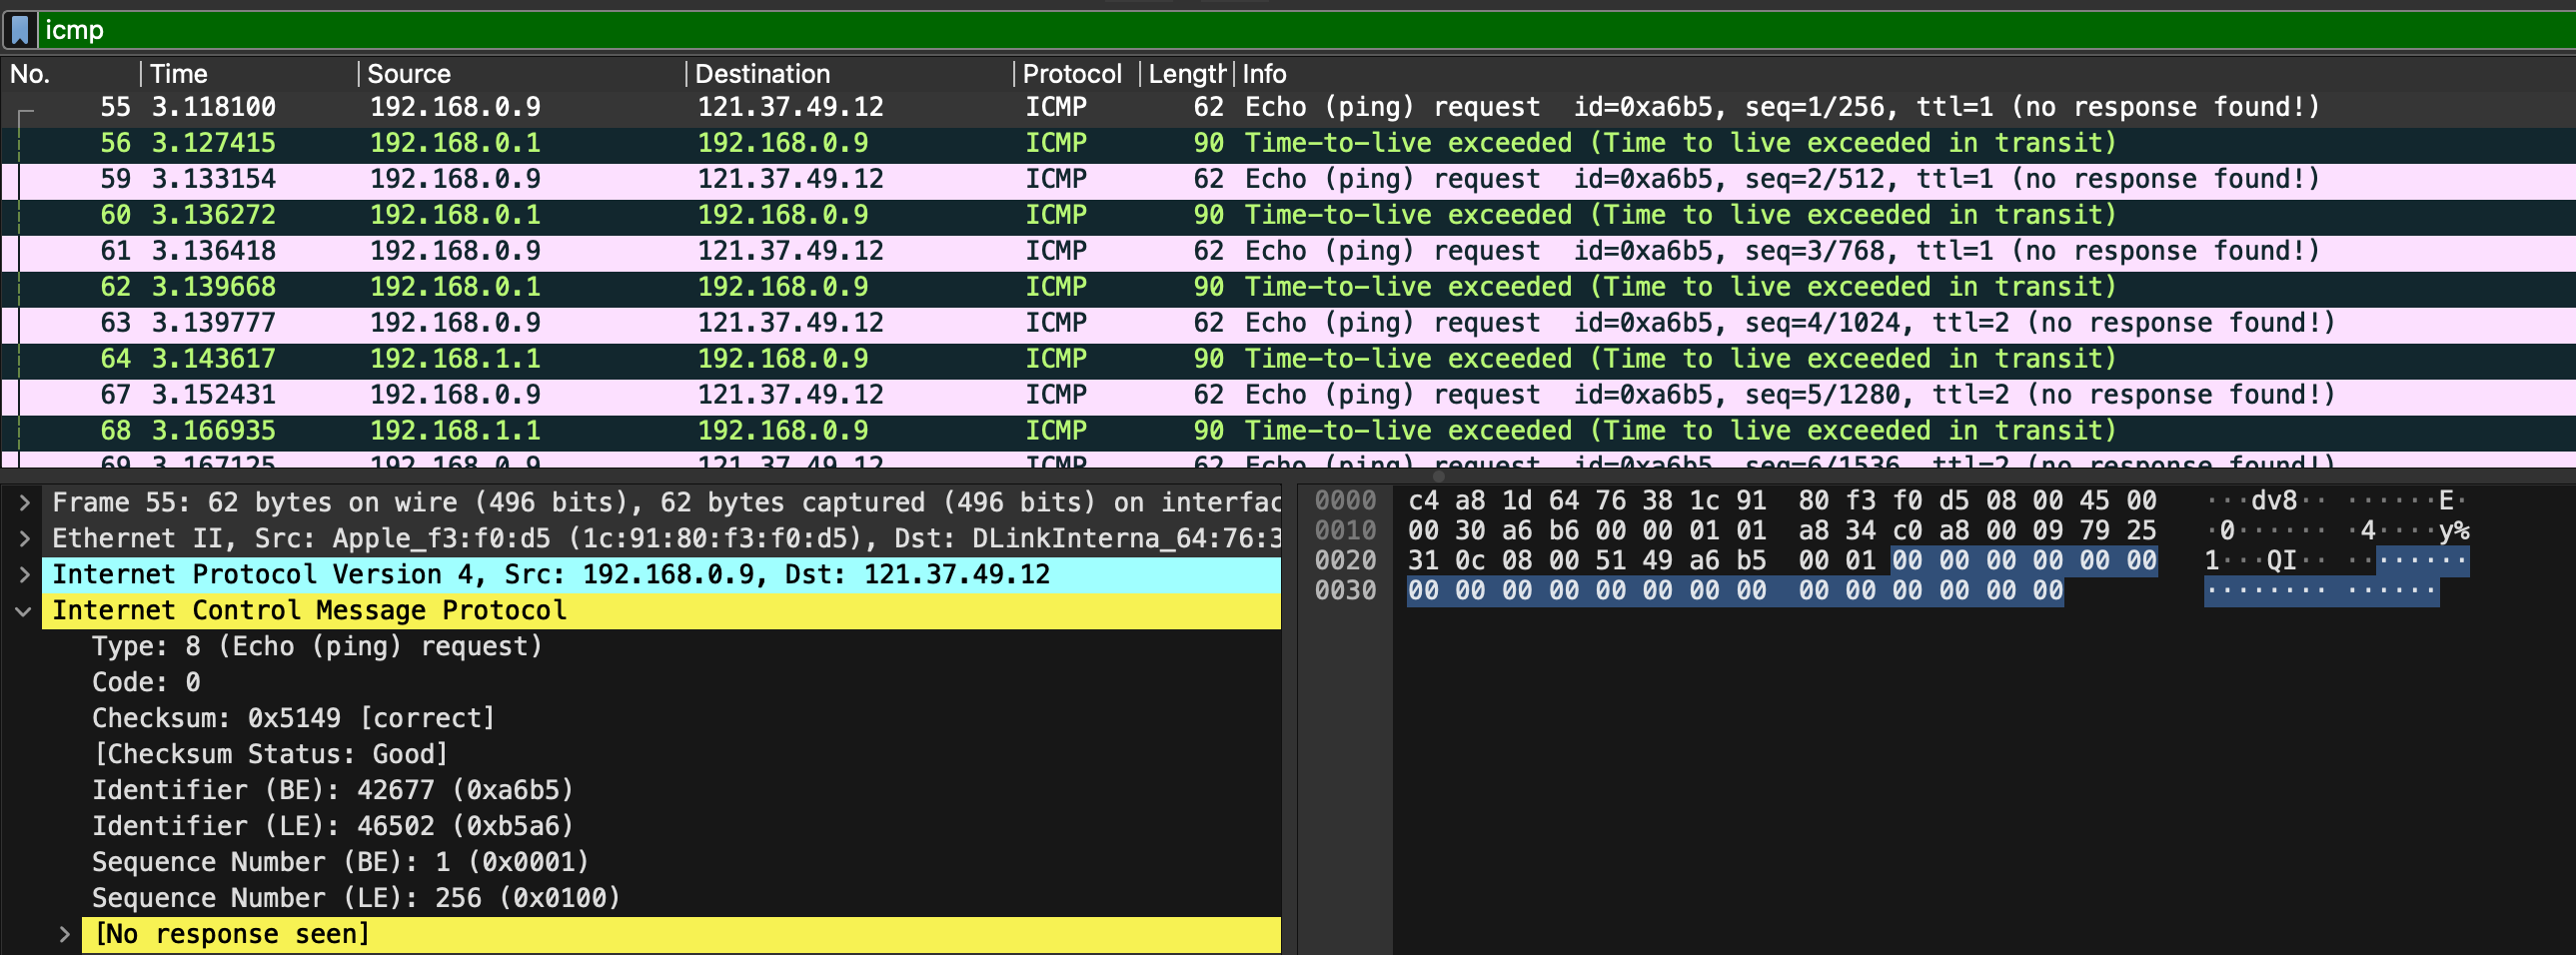 icmp
No. Time Source Destination Protocol Length Info
55 3.118100 192.168.0.9 121.37.49.12 ICMP 62 Echo (ping) request id=0xa6b5, seq=1/256, ttl=1 (no response found!)
56 3.127415 192.168.0.1 192.168.0.9 ICMP 90 Time-to-live exceeded (Time to live exceeded in transit)
59 3.133154 192.168.0.9 121.37.49.12 ICMP 62 Echo (ping) request id=0xa6b5, seq=2/512, ttl=1 (no response found!)
60 3.136272 192.168.0.1 192.168.0.9 ICMP 90 Time-to-live exceeded (Time to live exceeded in transit)
61 3.136418 192.168.0.9 121.37.49.12 ICMP 62 Echo (ping) request id=0xa6b5, seq=3/768, ttl=1 (no response found!)
62 3.139668 192.168.0.1 192.168.0.9 ICMP 90 Time-to-live exceeded (Time to live exceeded in transit)
63 3.139777 192.168.0.9 121.37.49.12 ICMP 62 Echo (ping) request id=0xa6b5, seq=4/1024, ttl=2 (no response found!)
64 3.143617 192.168.1.1 192.168.0.9 ICMP 90 Time-to-live exceeded (Time to live exceeded in transit)
67 3.152431 192.168.0.9 121.37.49.12 ICMP 62 Echo (ping) request id=0xa6b5, seq=5/1280, ttl=2 (no response found!)
68 3.166935 192.168.1.1 192.168.0.9 ICMP 90 Time-to-live exceeded (Time to live exceeded in transit)
69 3.167125 192.168.0.9 121.37.49.12 ICMP 62 Echo (ping) request id=0xa6b5, seq=6/1536, ttl=2 (no response found!)
Frame 55: 62 bytes on wire (496 bits), 62 bytes captured (496 bits) on interfac
Ethernet II, Src: Apple_f3:f0:d5 (1c:91:80:f3:f0:d5), Dst: DLinkInterna_64:76:3
Internet Protocol Version 4, Src: 192.168.0.9, Dst: 121.37.49.12
Internet Control Message Protocol
Type: 8 (Echo (ping) request)
Code: 0
Checksum: 0x5149 [correct]
[Checksum Status: Good]
Identifier (BE): 42677 (0xa6b5)
Identifier (LE): 46502 (0xb5a6)
Sequence Number (BE): 1 (0x0001)
Sequence Number (LE): 256 (0x0100)
[No response seen]
0000 c4 a8 1d 64 76 38 1c 91 80 f3 f0 d5 08 00 45 00 ···dv8·· ······E·
0010 00 30 a6 b6 00 00 01 01 a8 34 c0 a8 00 09 79 25 ·0······ ·4····y%
0020 31 0c 08 00 51 49 a6 b5 00 01 00 00 00 00 00 00 1···QI·· ········
0030 00 00 00 00 00 00 00 00 00 00 00 00 00 00 ········ ······